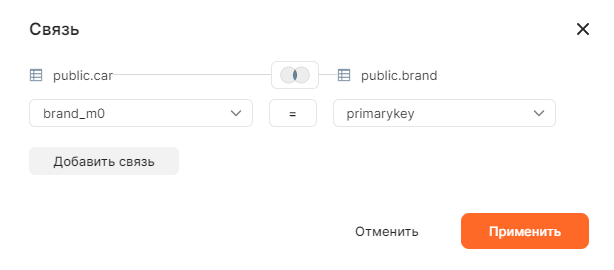 Связь
public.car public.brand
brand_m0 = primarykey
Добавить связь
Отменить Применить